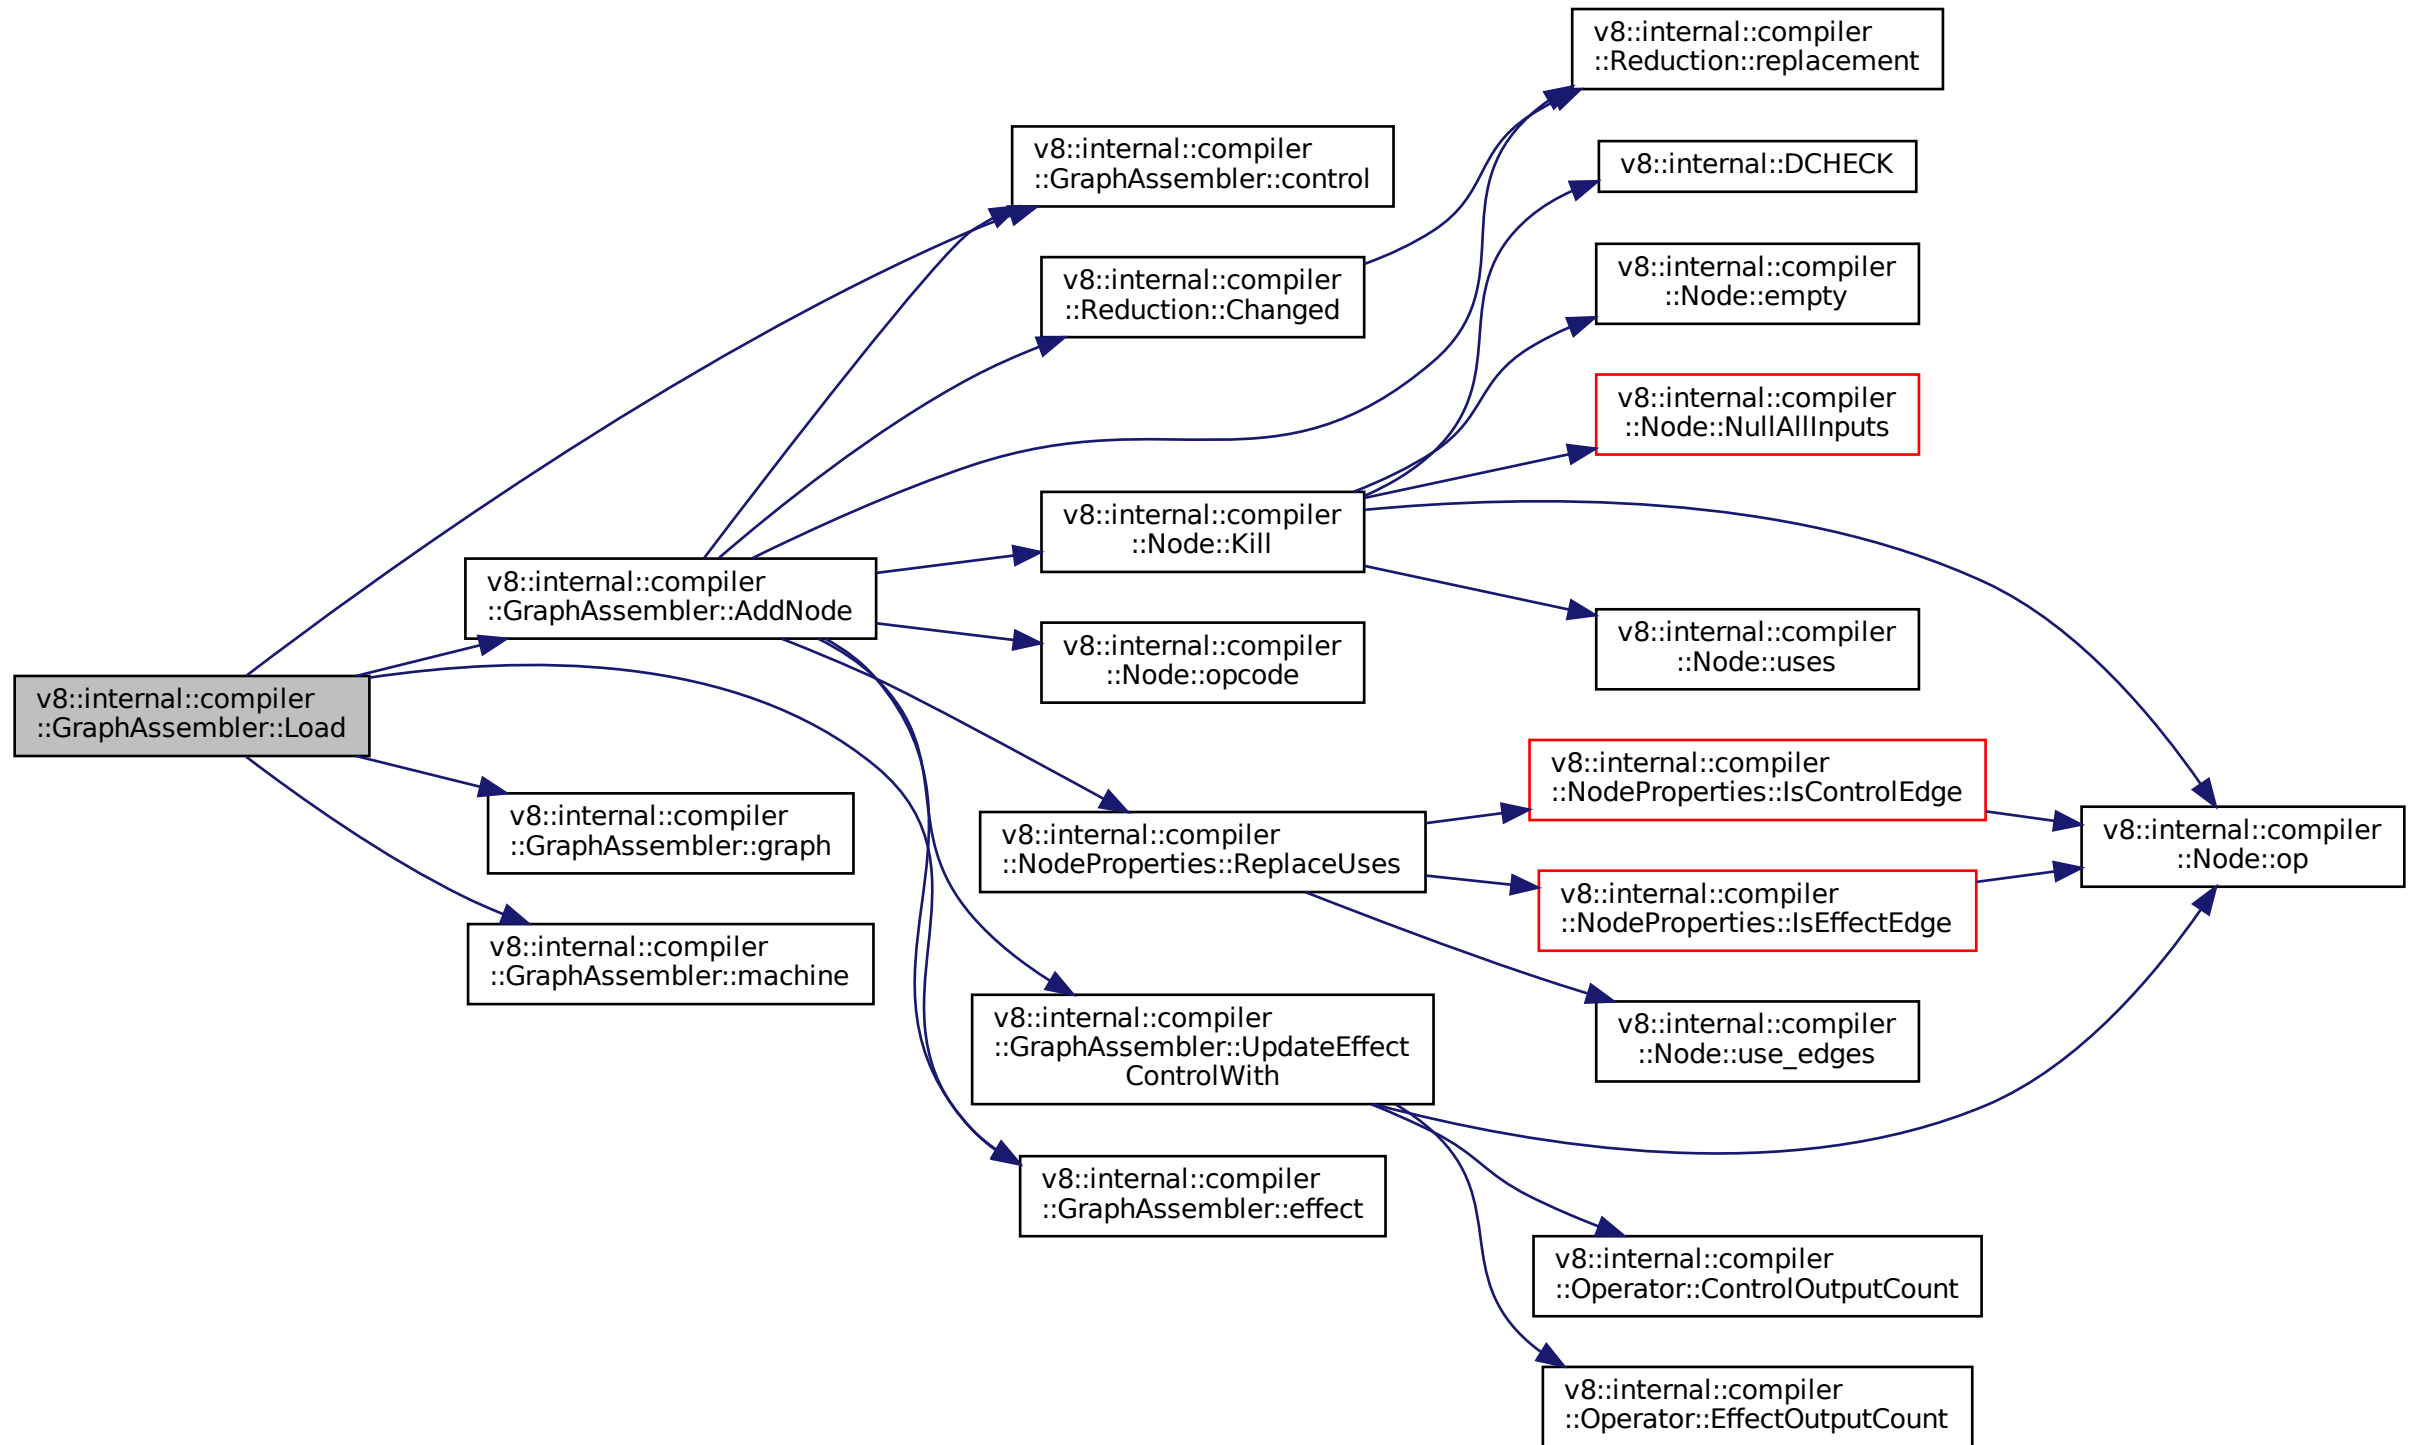 v8::internal::compiler
::GraphAssembler::Load
v8::internal::compiler
::GraphAssembler::AddNode
v8::internal::compiler
::GraphAssembler::graph
v8::internal::compiler
::GraphAssembler::machine
v8::internal::compiler
::GraphAssembler::control
v8::internal::compiler
::Reduction::Changed
v8::internal::compiler
::Node::Kill
v8::internal::compiler
::Node::opcode
v8::internal::compiler
::NodeProperties::ReplaceUses
v8::internal::compiler
::GraphAssembler::UpdateEffect
ControlWith
v8::internal::compiler
::GraphAssembler::effect
v8::internal::compiler
::Reduction::replacement
v8::internal::DCHECK
v8::internal::compiler
::Node::empty
v8::internal::compiler
::Node::NullAllInputs
v8::internal::compiler
::Node::uses
v8::internal::compiler
::NodeProperties::IsControlEdge
v8::internal::compiler
::NodeProperties::IsEffectEdge
v8::internal::compiler
::Node::use_edges
v8::internal::compiler
::Operator::ControlOutputCount
v8::internal::compiler
::Operator::EffectOutputCount
v8::internal::compiler
::Node::op